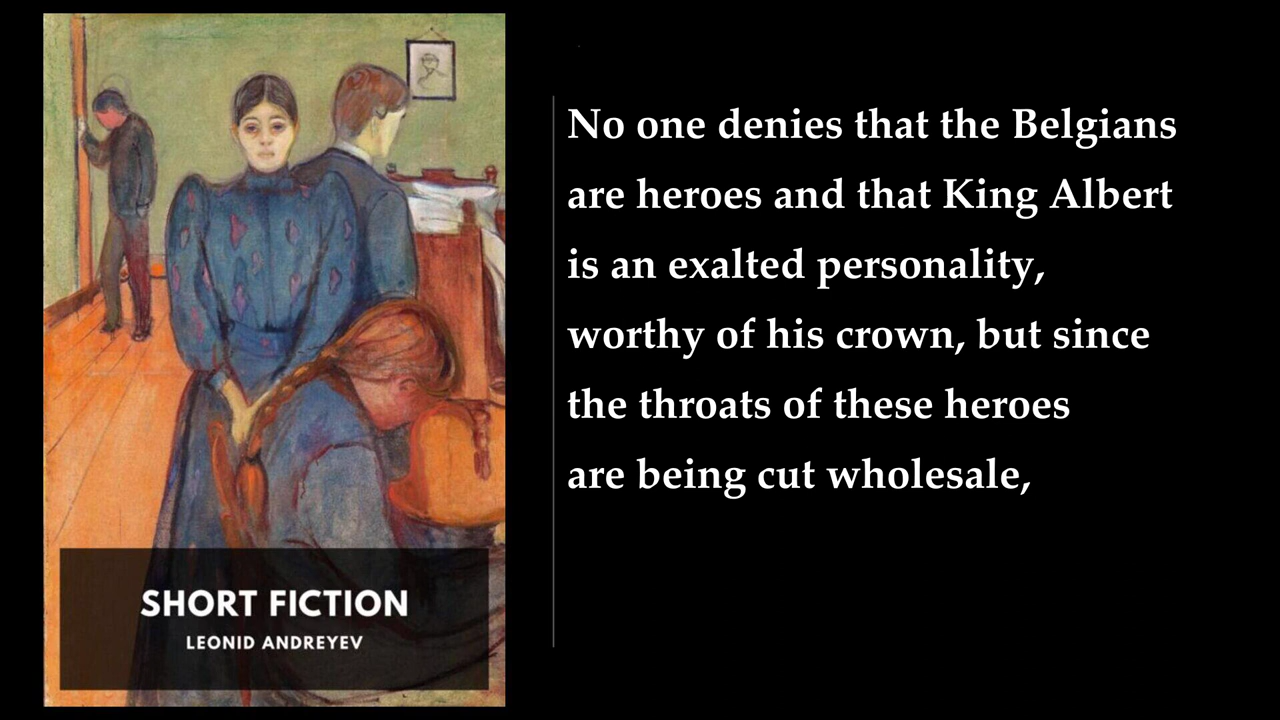 No one denies that the Belgians
are heroes and that King Albert
is an exalted personality,
worthy of his crown, but since
the throats of these heroes
are being cut wholesale,
SHORT FICTION
LEONID ANDREYEV